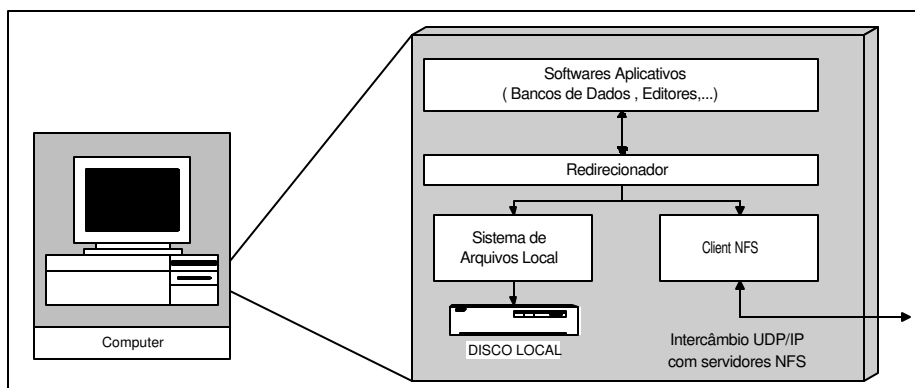 Softwares Aplicativos
( Bancos de Dados , Editores,...)
Redirecionador
Sistema de
Arquivos Local
Client NFS
DISCO LOCAL
Intercâmbio UDP/IP
com servidores NFS
Computer